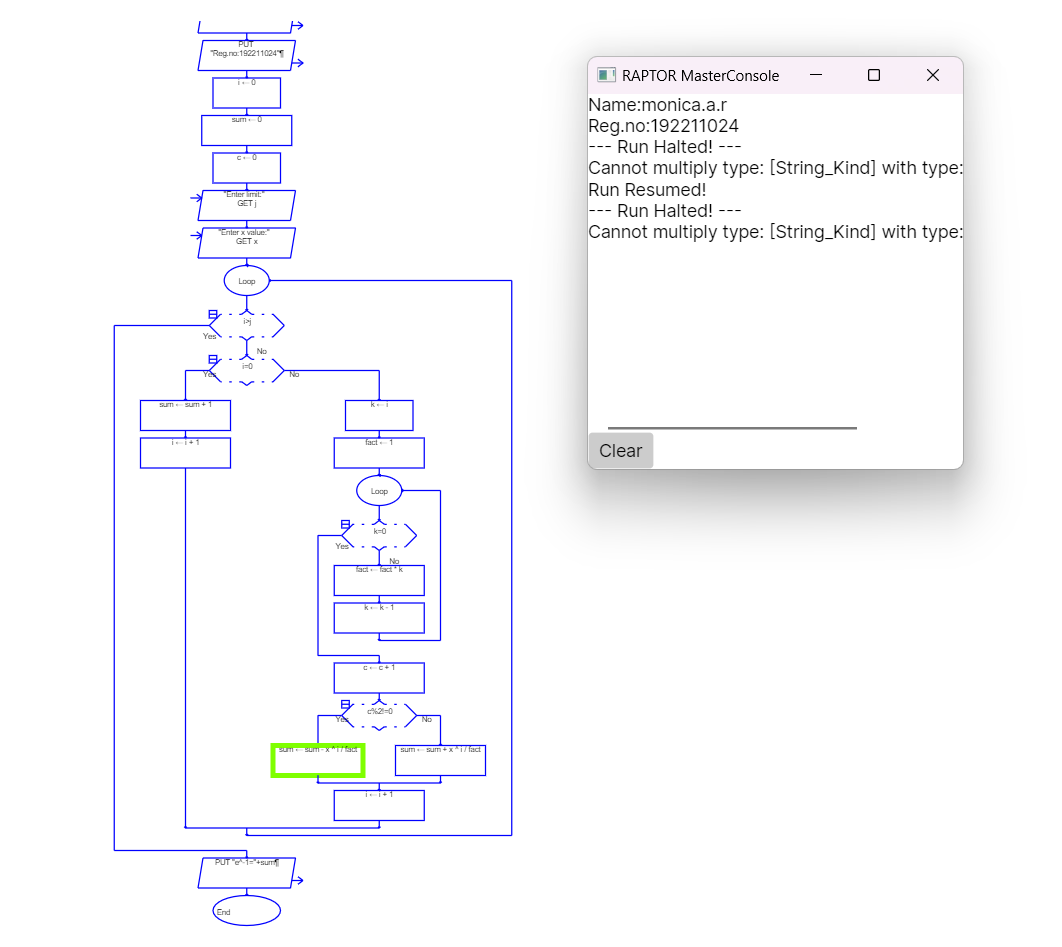 PUT
"Reg.no:192211024"¶
i ← 0
sum ← 0
c ← 0
"Enter limit:"
GET j
"Enter x value:"
GET x
Loop
i>j
Yes
No
i=0
Yes
No
sum ← sum + 1
i ← i + 1
k ← i
fact ← 1
Loop
k=0
Yes
No
fact ← fact * k
k ← k - 1
c ← c + 1
c%2!=0
Yes
No
sum ← sum - x ^ i / fact
sum ← sum + x ^ i / fact
i ← i + 1
PUT "e^-1="+sum¶
End
RAPTOR MasterConsole
Name:monica.a.r
Reg.no:192211024
--- Run Halted! ---
Cannot multiply type: [String_Kind] with type:
Run Resumed!
--- Run Halted! ---
Cannot multiply type: [String_Kind] with type:
Clear